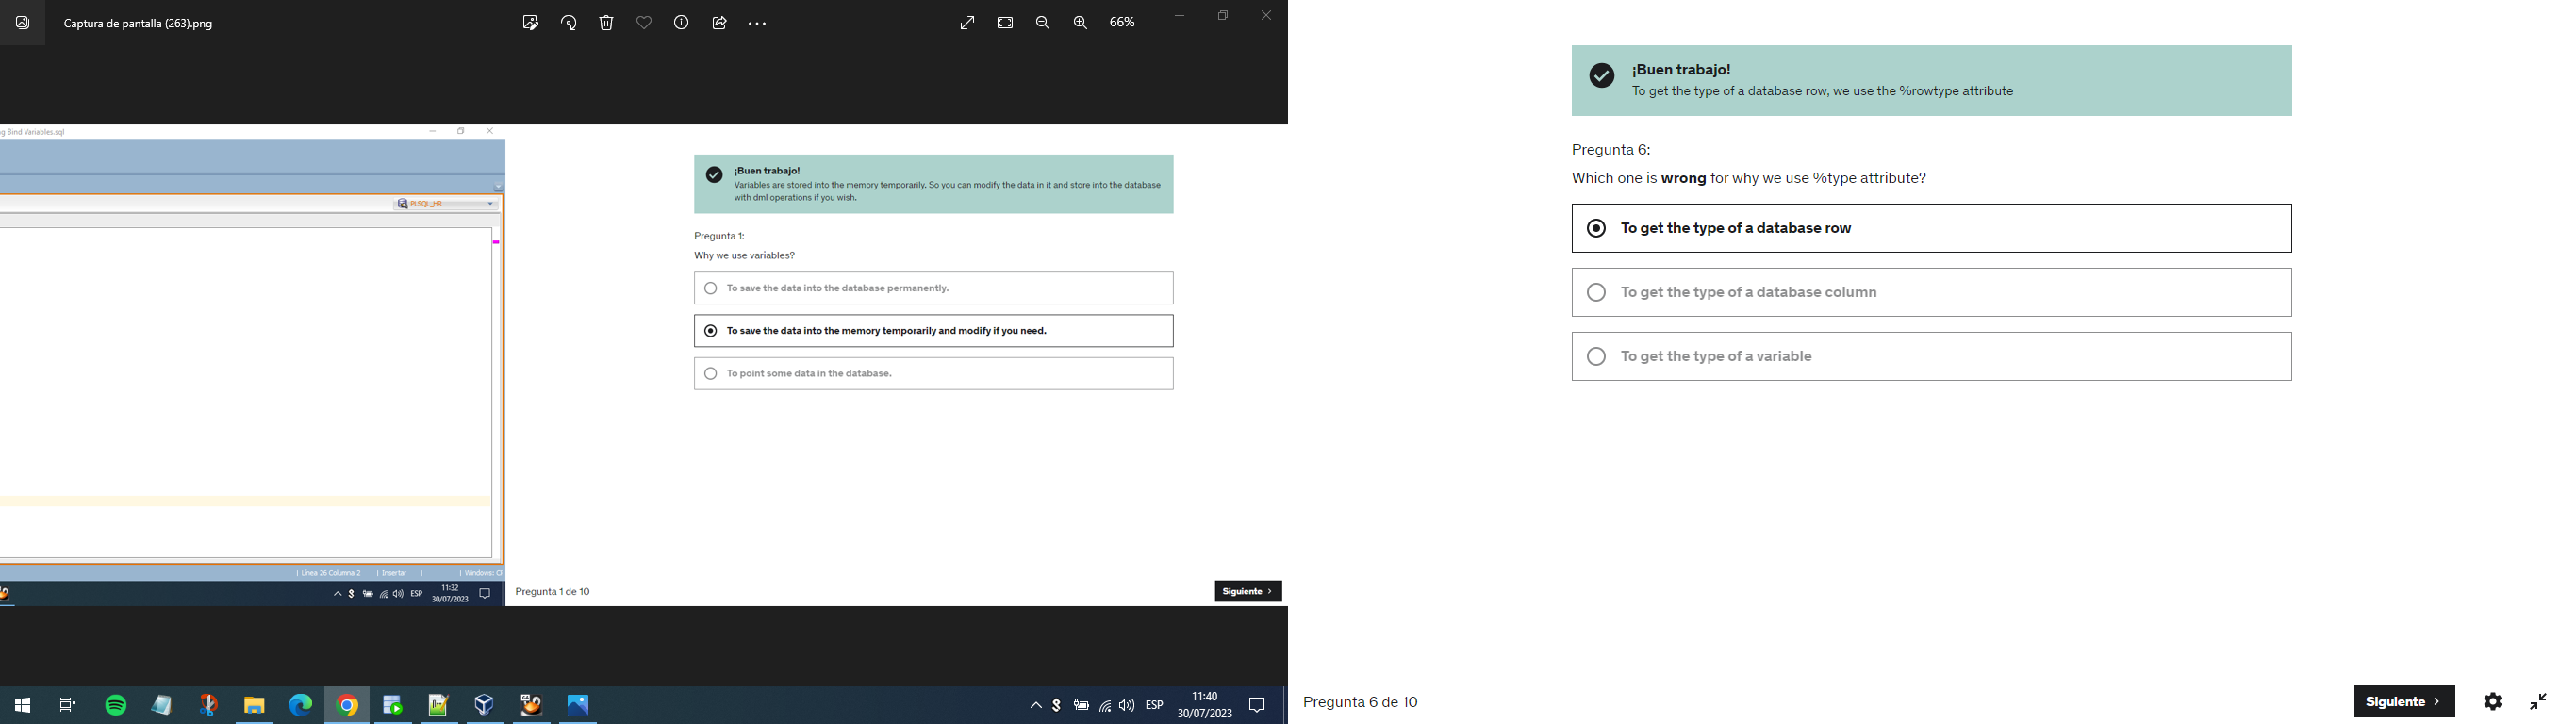 Captura de pantalla (263).png
66%
g Bind Variables.sql
PLSQL_HR
Línea 26 Columna 2 | Insertar | | Windows: C
ESP
11:32
30/07/2023
¡Buen trabajo!
Variables are stored into the memory temporarily. So you can modify the data in it and store into the database
with dml operations if you wish.
Pregunta 1:
Why we use variables?
To save the data into the database permanently.
To save the data into the memory temporarily and modify if you need.
To point some data in the database.
Pregunta 1 de 10
Siguiente >
ESP
11:40
30/07/2023
¡Buen trabajo!
To get the type of a database row, we use the %rowtype attribute
Pregunta 6:
Which one is wrong for why we use %type attribute?
To get the type of a database row
To get the type of a database column
To get the type of a variable
Pregunta 6 de 10
Siguiente >